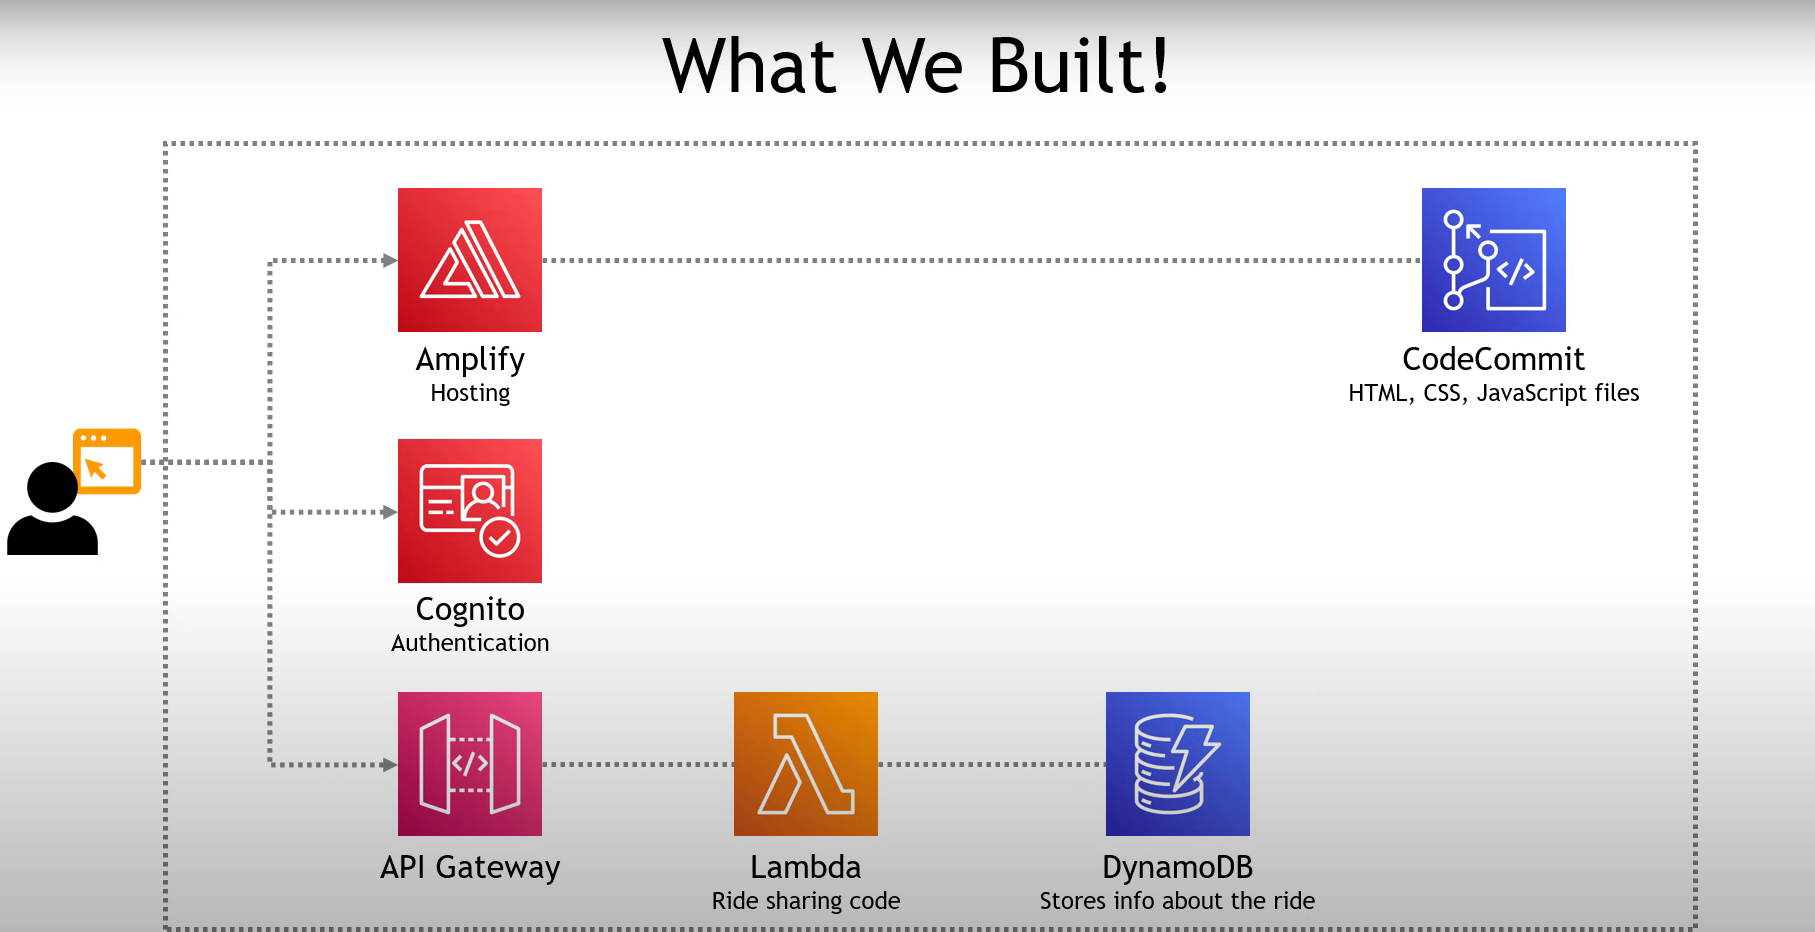 What We Built!
Amplify
Hosting
CodeCommit
HTML, CSS, JavaScript files
Cognito
Authentication
API Gateway
Lambda
Ride sharing code
DynamoDB
Stores info about the ride